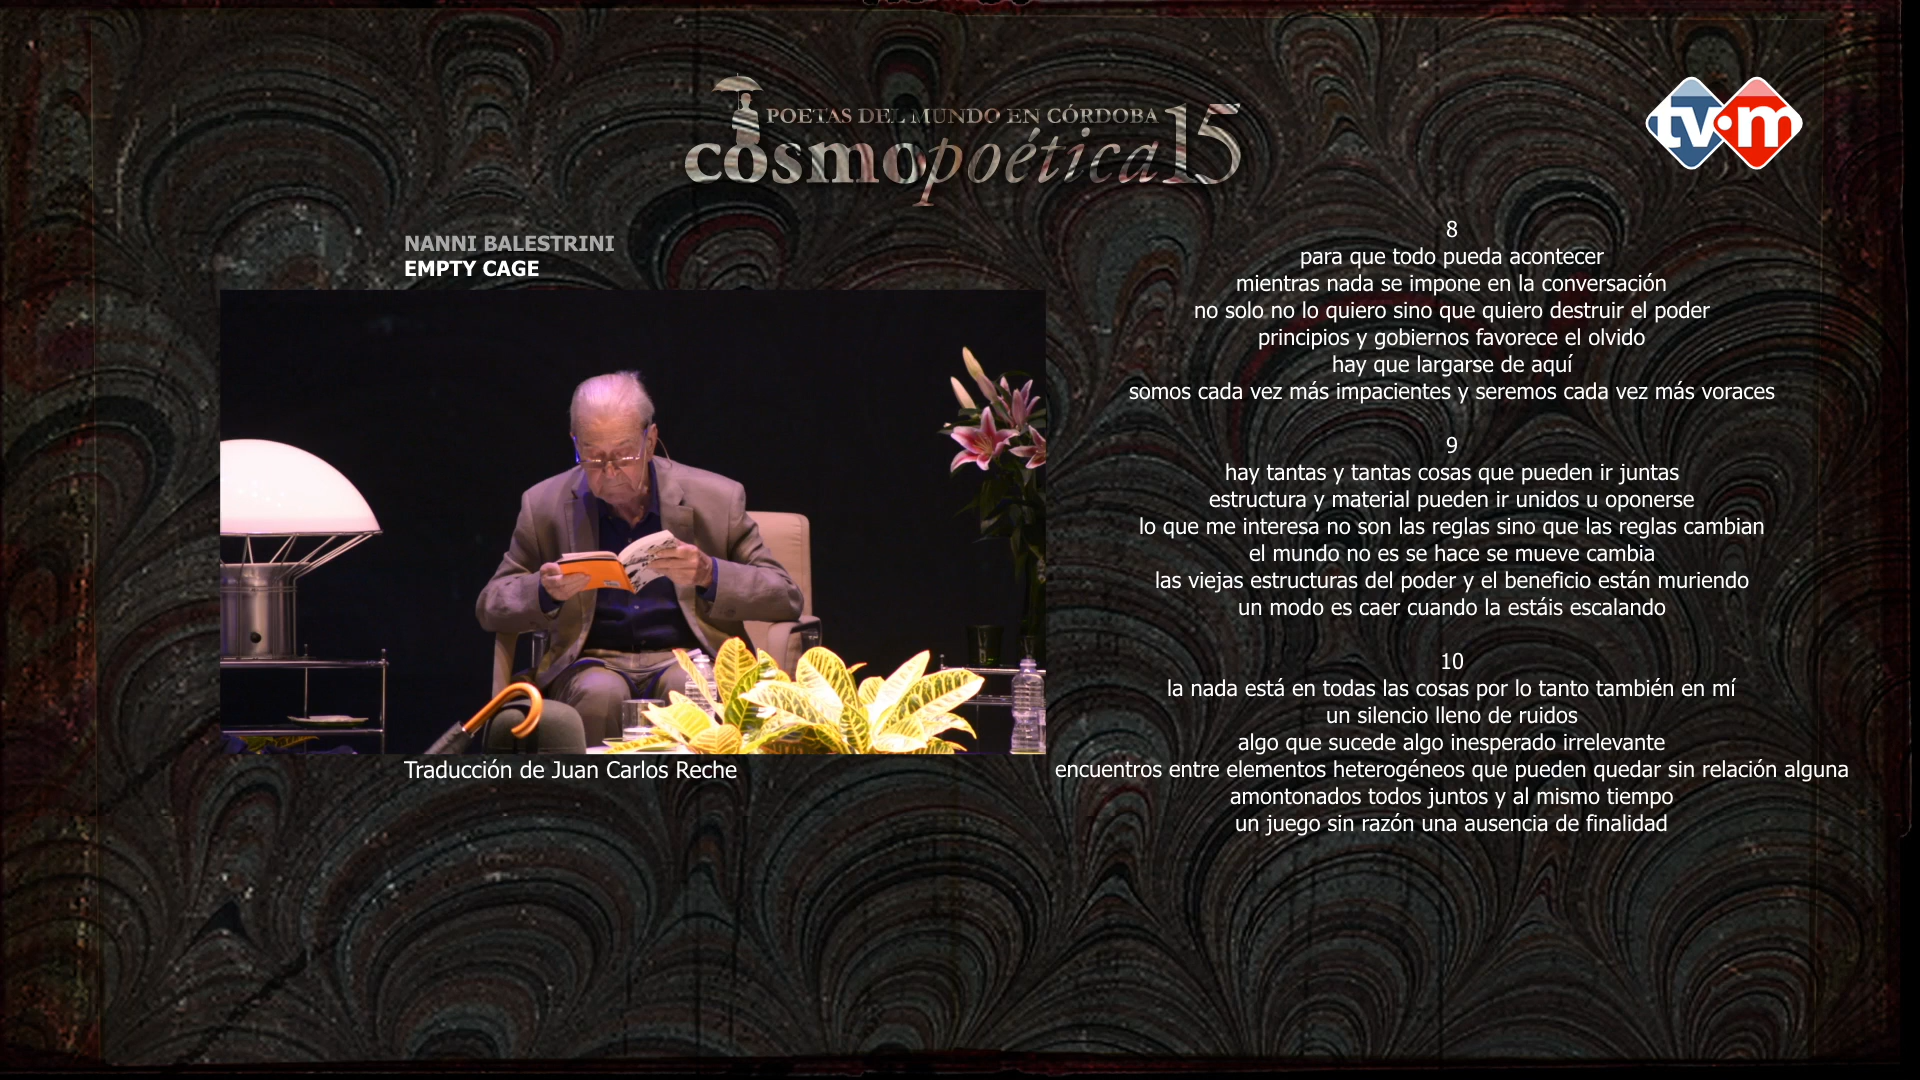 POETAS DEL MUNDO EN CÓRDOBA
cosmopoética15
tvm
NANNI BALESTRINI
EMPTY CAGE
Traducción de Juan Carlos Reche
8
para que todo pueda acontecer
mientras nada se impone en la conversación
no solo no lo quiero sino que quiero destruir el poder
principios y gobiernos favorece el olvido
hay que largarse de aquí
somos cada vez más impacientes y seremos cada vez más voraces
9
hay tantas y tantas cosas que pueden ir juntas
estructura y material pueden ir unidos u oponerse
lo que me interesa no son las reglas sino que las reglas cambian
el mundo no es se hace se mueve cambia
las viejas estructuras del poder y el beneficio están muriendo
un modo es caer cuando la estáis escalando
10
la nada está en todas las cosas por lo tanto también en mí
un silencio lleno de ruidos
algo que sucede algo inesperado irrelevante
encuentros entre elementos heterogéneos que pueden quedar sin relación alguna
amontonados todos juntos y al mismo tiempo
un juego sin razón una ausencia de finalidad